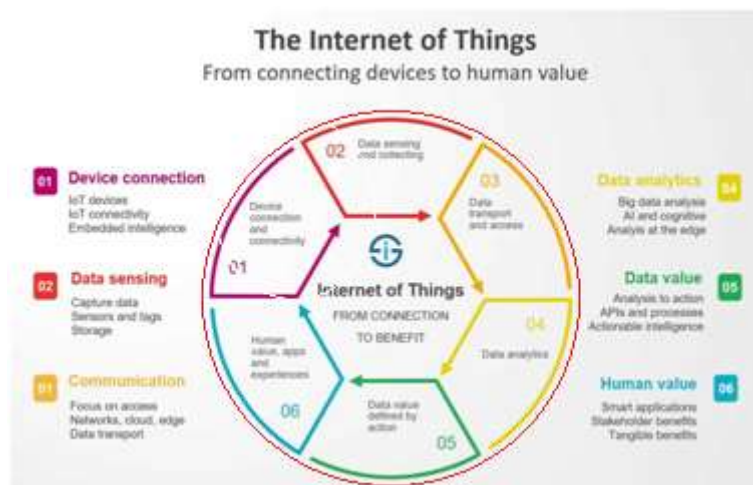 The Internet of Things
From connecting devices to human value
01 Device connection
IoT devices
IoT connectivity
Embedded intelligence
02 Data sensing
Capture data
Sensors and tags
Storage
01 Communication
Focus on access
Networks, cloud, edge
Data transport
01
Device
connection
and
connectivity
02
Data sensing
and collecting
03
Data
transport
and access
04
Data analytics
05
Data value
defined by
action
06
Human
value, apps
and
experiences
Internet of Things
FROM CONNECTION
TO BENEFIT
Data analytics 04
Big data analysis
AI and cognitive
Analysis at the edge
Data value 05
Analysis to action
APIs and processes
Actionable intelligence
Human value 06
Smart applications
Stakeholder benefits
Tangible benefits